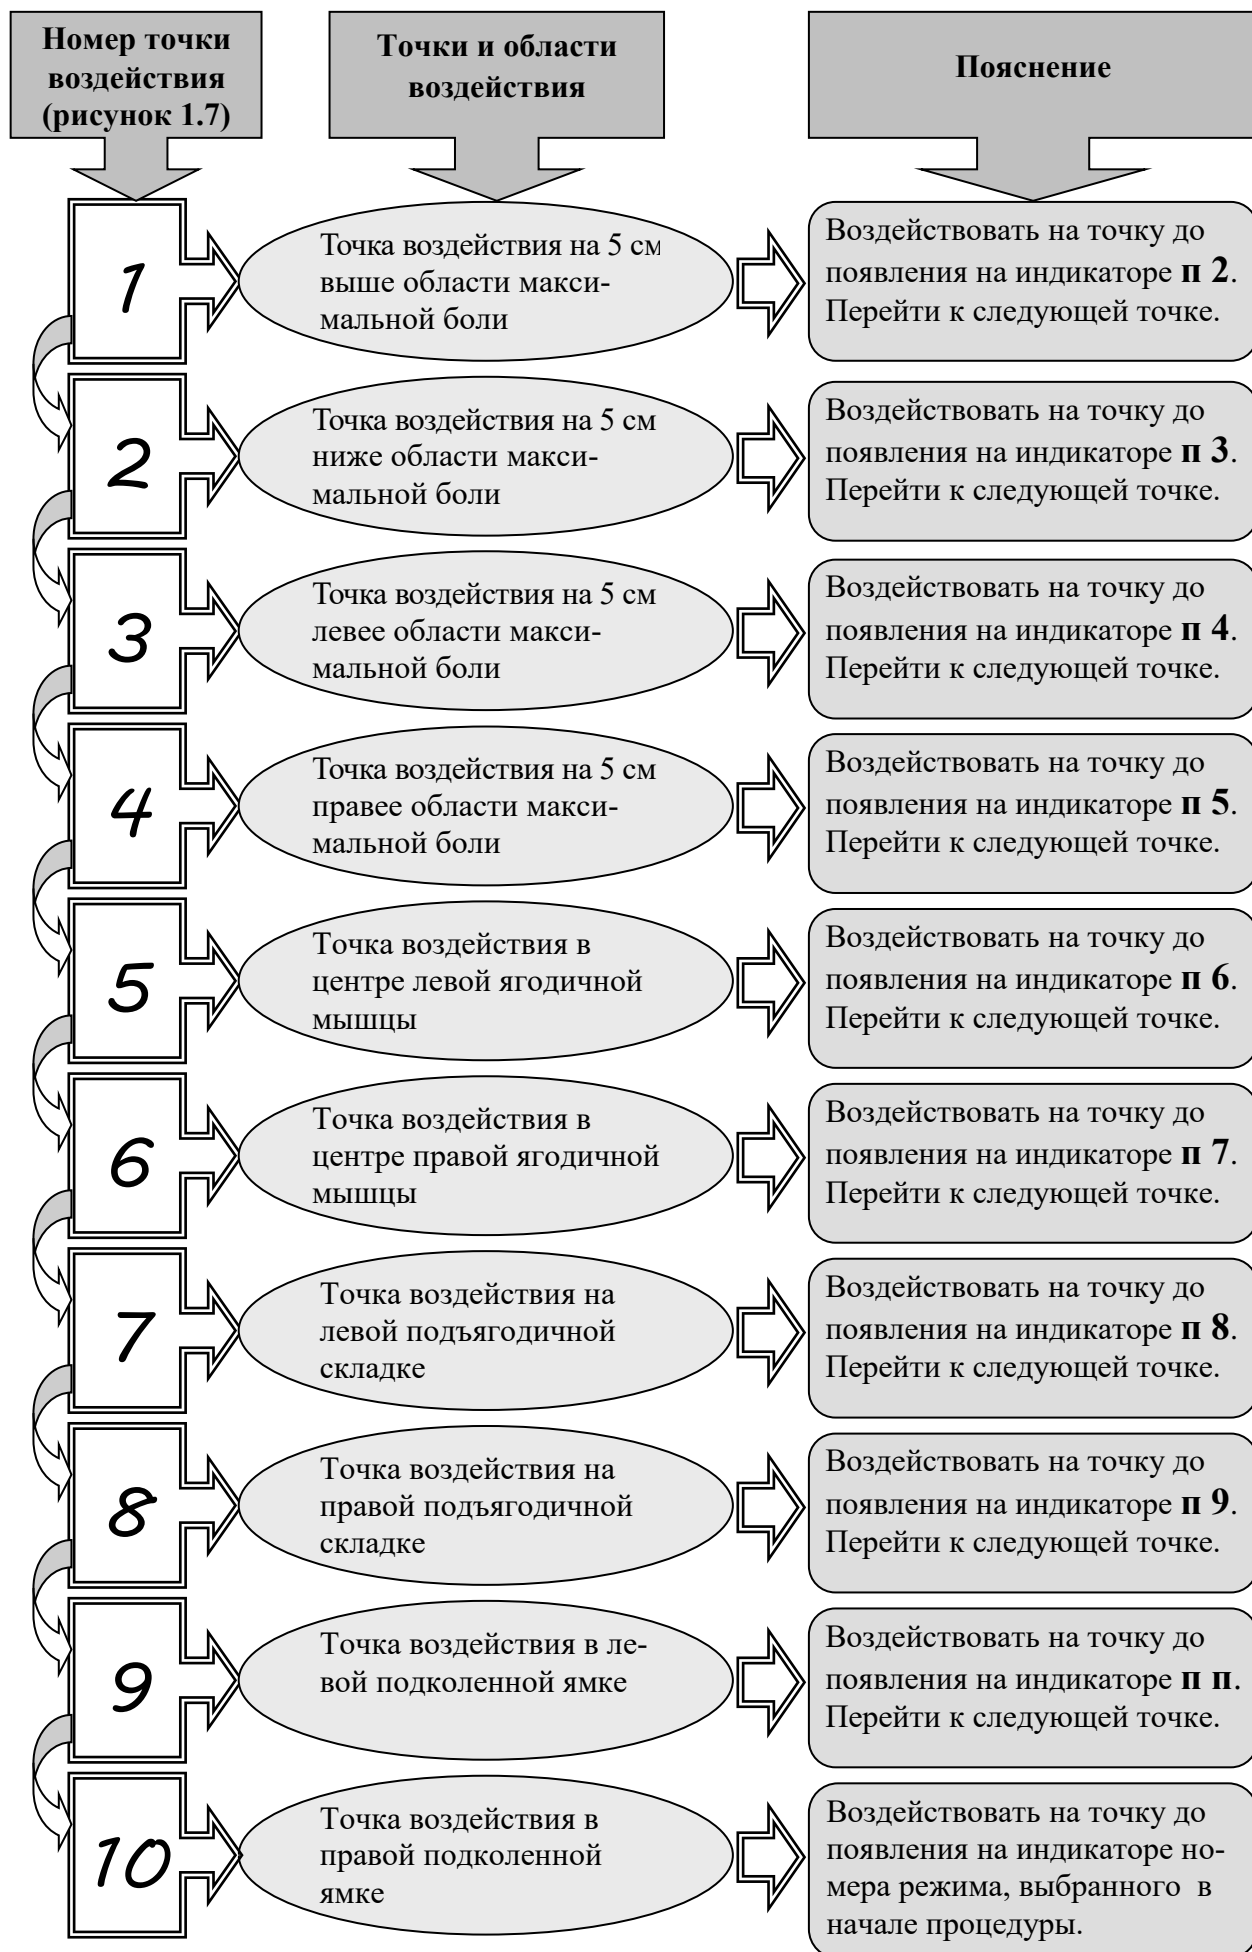 Номер точки
воздействия
(рисунок 1.7)
Точки и области
воздействия
Пояснение
1
Точка воздействия на 5 см
выше области макси-
мальной боли
Воздействовать на точку до
появления на индикаторе п 2.
Перейти к следующей точке.
2
Точка воздействия на 5 см
ниже области макси-
мальной боли
Воздействовать на точку до
появления на индикаторе п 3.
Перейти к следующей точке.
3
Точка воздействия на 5 см
левее области макси-
мальной боли
Воздействовать на точку до
появления на индикаторе п 4.
Перейти к следующей точке.
4
Точка воздействия на 5 см
правее области макси-
мальной боли
Воздействовать на точку до
появления на индикаторе п 5.
Перейти к следующей точке.
5
Точка воздействия в
центре левой ягодичной
мышцы
Воздействовать на точку до
появления на индикаторе п 6.
Перейти к следующей точке.
6
Точка воздействия в
центре правой ягодичной
мышцы
Воздействовать на точку до
появления на индикаторе п 7.
Перейти к следующей точке.
7
Точка воздействия на
левой подъягодичной
складке
Воздействовать на точку до
появления на индикаторе п 8.
Перейти к следующей точке.
8
Точка воздействия на
правой подъягодичной
складке
Воздействовать на точку до
появления на индикаторе п 9.
Перейти к следующей точке.
9
Точка воздействия в ле-
вой подколенной ямке
Воздействовать на точку до
появления на индикаторе п п.
Перейти к следующей точке.
10
Точка воздействия в
правой подколенной
ямке
Воздействовать на точку до
появления на индикаторе но-
мера режима, выбранного в
начале процедуры.